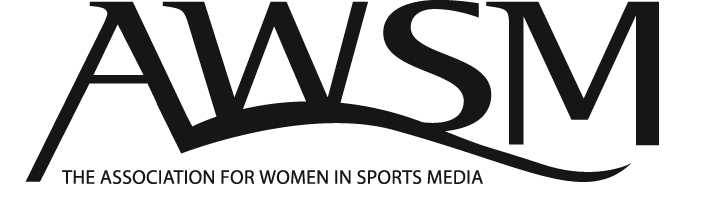 AWSM
THE ASSOCIATION FOR WOMEN IN SPORTS MEDIA